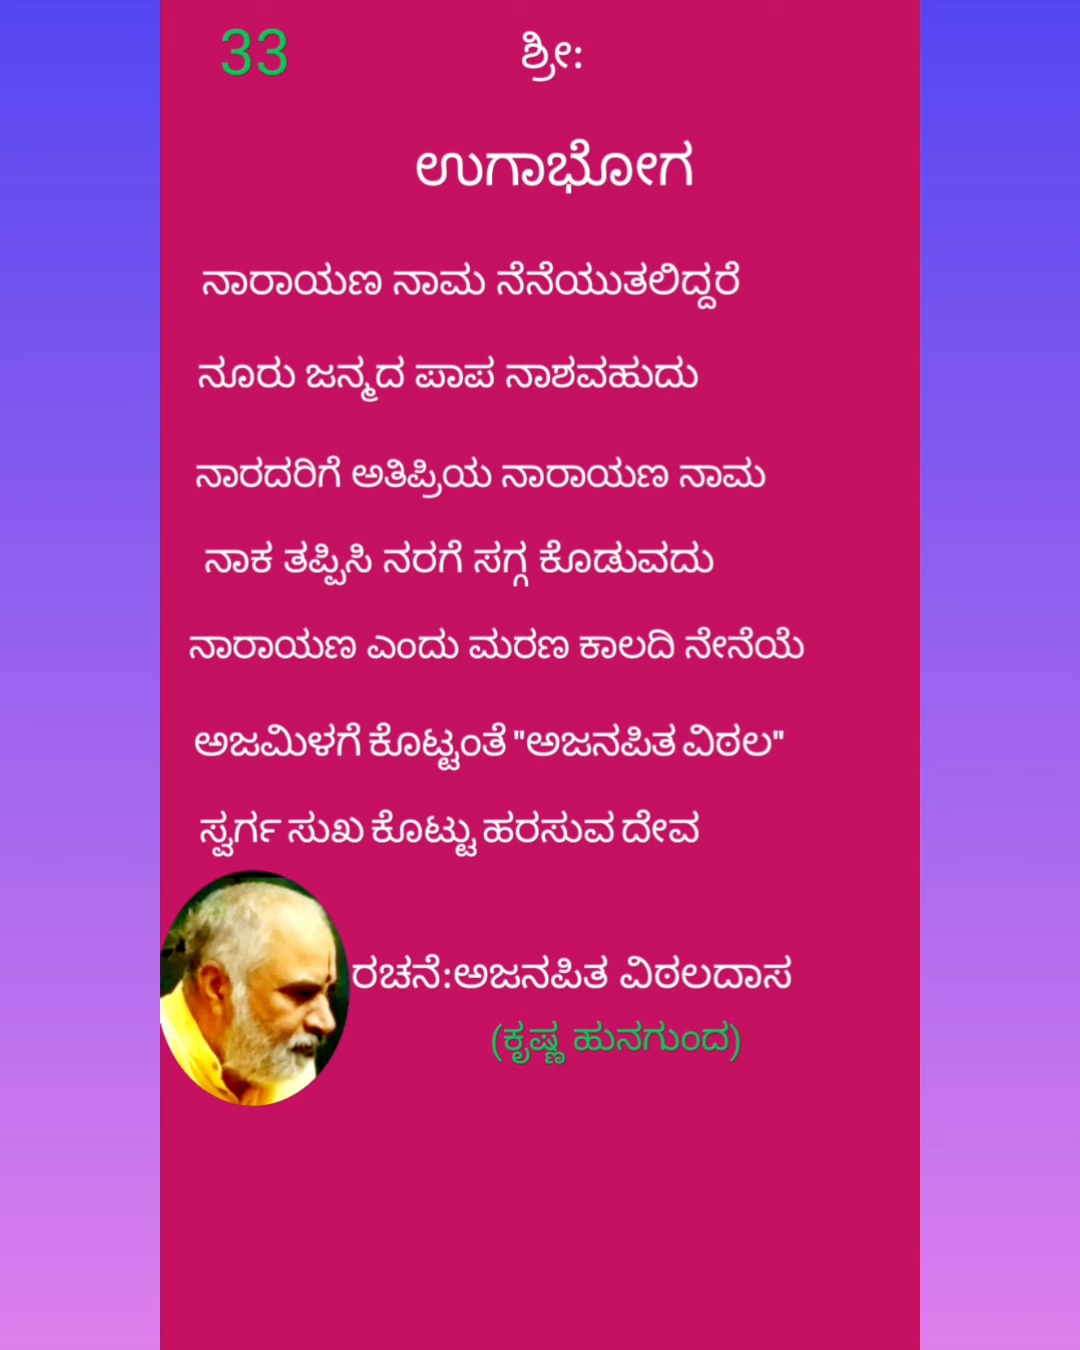 33 ಶ್ರೀ:
ಉಗಾಭೋಗ
ನಾರಾಯಣ ನಾಮ ನೆನೆಯುತಲಿದ್ದರೆ
ನೂರು ಜನ್ಮದ ಪಾಪ ನಾಶವಹುದು
ನಾರದರಿಗೆ ಅತಿಪ್ರಿಯ ನಾರಾಯಣ ನಾಮ
ನಾಕ ತಪ್ಪಿಸಿ ನರಗೆ ಸಗ್ಗ ಕೊಡುವದು
ನಾರಾಯಣ ಎಂದು ಮರಣ ಕಾಲದಿ ನೇನೆಯೆ
ಅಜಮಿಳಗೆ ಕೊಟ್ಟಂತೆ "ಅಜನಪಿತ ವಿಠಲ"
ಸ್ವರ್ಗ ಸುಖ ಕೊಟ್ಟು ಹರಸುವ ದೇವ
ರಚನೆ:ಅಜನಪಿತ ವಿಠಲದಾಸ
(ಕೃಷ್ಣ ಹುನಗುಂದ)